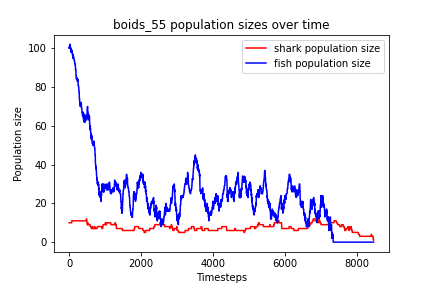 boids_55 population sizes over time
shark population size
fish population size
Population size
100
80
60
40
20
0
0 2000 4000 6000 8000
Timesteps